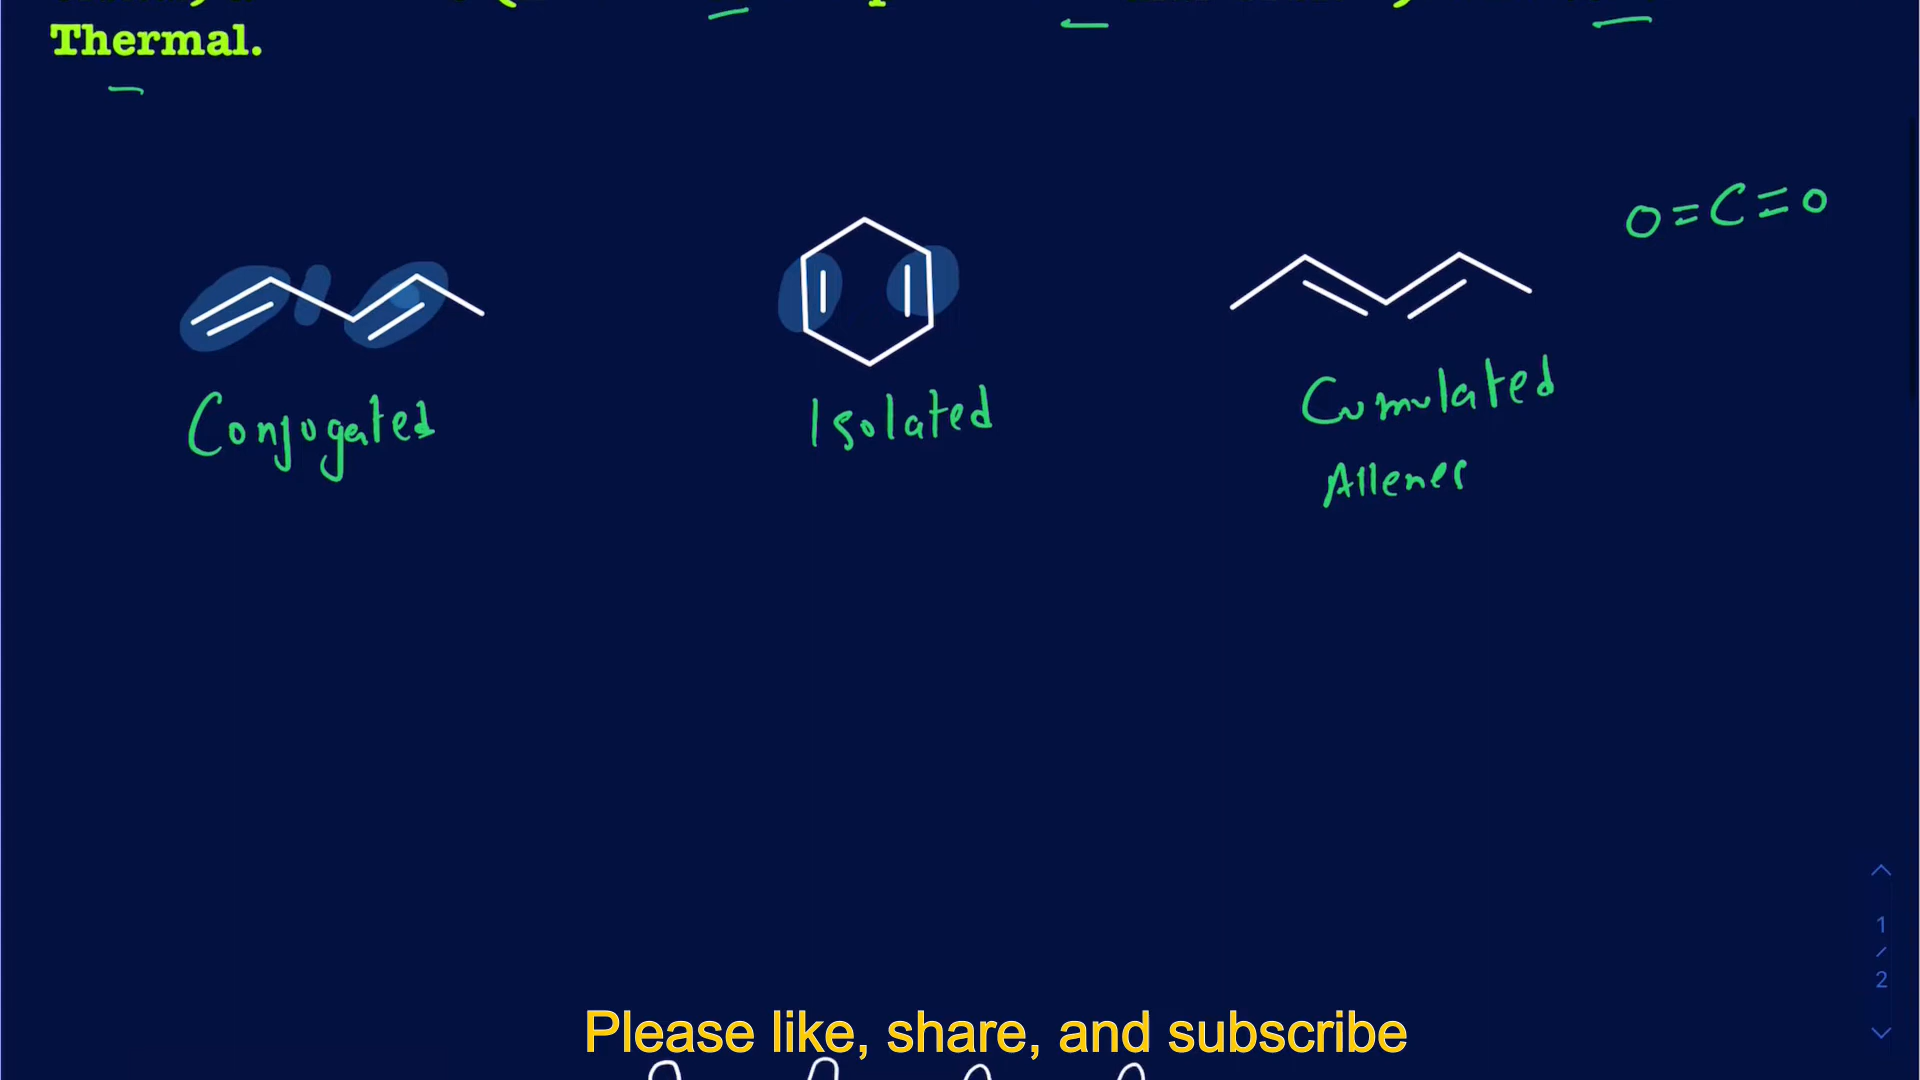 Thermal.
O=C=O
Conjugated
Isolated
Cumulated
Allenes
1
/
2
Please like, share, and subscribe